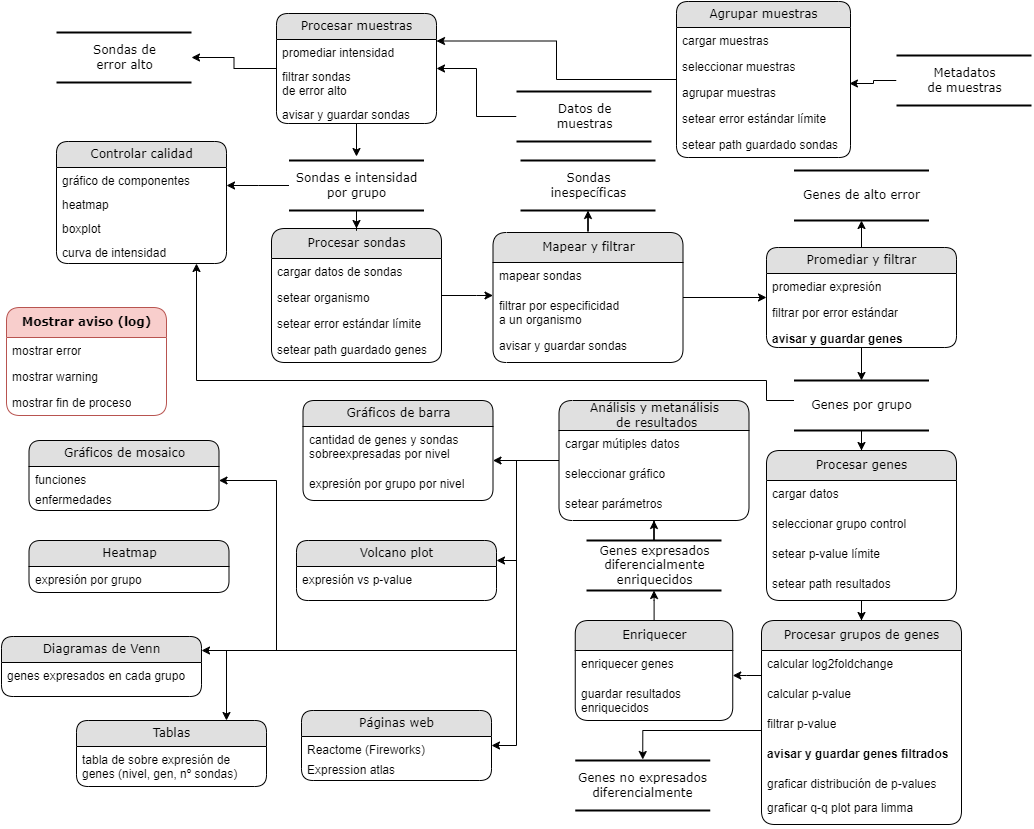 Sondas de
error alto
Procesar muestras
promediar intensidad
filtrar sondas
de error alto
avisar y guardar sondas
Datos de
muestras
Agrupar muestras
cargar muestras
seleccionar muestras
agrupar muestras
setear error estándar límite
setear path guardado sondas
Metadatos
de muestras
Controlar calidad
gráfico de componentes
heatmap
boxplot
curva de intensidad
Sondas e intensidad
por grupo
Sondas
inespecíficas
Genes de alto error
Procesar sondas
cargar datos de sondas
setear organismo
setear error estándar límite
setear path guardado genes
Mapear y filtrar
mapear sondas
filtrar por especificidad
a un organismo
avisar y guardar sondas
Promediar y filtrar
promediar expresión
filtrar por error estándar
avisar y guardar genes
Mostrar aviso (log)
mostrar error
mostrar warning
mostrar fin de proceso
Genes por grupo
Gráficos de barra
cantidad de genes y sondas
sobreexpresadas por nivel
expresión por grupo por nivel
Análisis y metanálisis
de resultados
cargar mútiples datos
seleccionar gráfico
setear parámetros
Gráficos de mosaico
funciones
enfermedades
Procesar genes
cargar datos
seleccionar grupo control
setear p-value límite
setear path resultados
Heatmap
expresión por grupo
Volcano plot
expresión vs p-value
Genes expresados
diferencialmente
enriquecidos
Diagramas de Venn
genes expresados en cada grupo
Enriquecer
enriquecer genes
guardar resultados
enriquecidos
Procesar grupos de genes
calcular log2foldchange
calcular p-value
filtrar p-value
avisar y guardar genes filtrados
graficar distribución de p-values
graficar q-q plot para limma
Tablas
tabla de sobre expresión de
genes (nivel, gen, nº sondas)
Páginas web
Reactome (Fireworks)
Expression atlas
Genes no expresados
diferencialmente